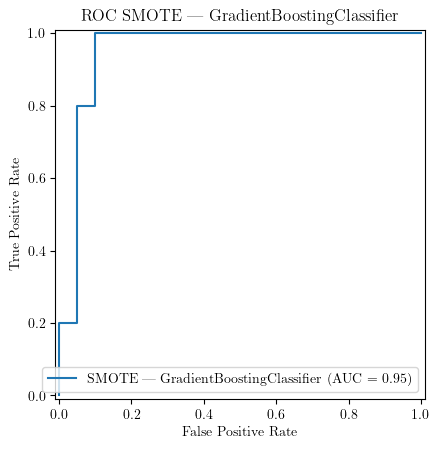 ROC SMOTE — GradientBoostingClassifier
1.0
0.8
0.6
0.4
0.2
0.0
True Positive Rate
SMOTE — GradientBoostingClassifier (AUC = 0.95)
0.0 0.2 0.4 0.6 0.8 1.0
False Positive Rate